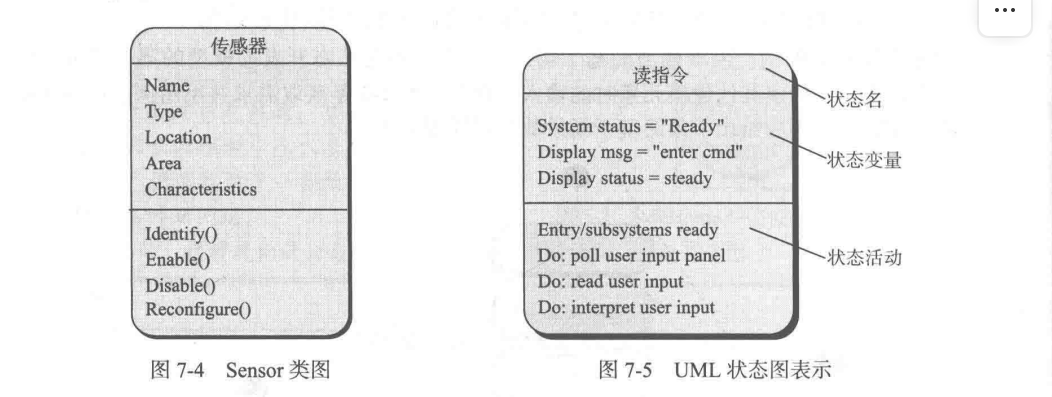 传感器
Name
Type
Location
Area
Characteristics
Identify()
Enable()
Disable()
Reconfigure()
图 7-4 Sensor 类图
读指令
System status = "Ready"
Display msg = "enter cmd"
Display status = steady
Entry/subsystems ready
Do: poll user input panel
Do: read user input
Do: interpret user input
状态名
状态变量
状态活动
图 7-5 UML 状态图表示